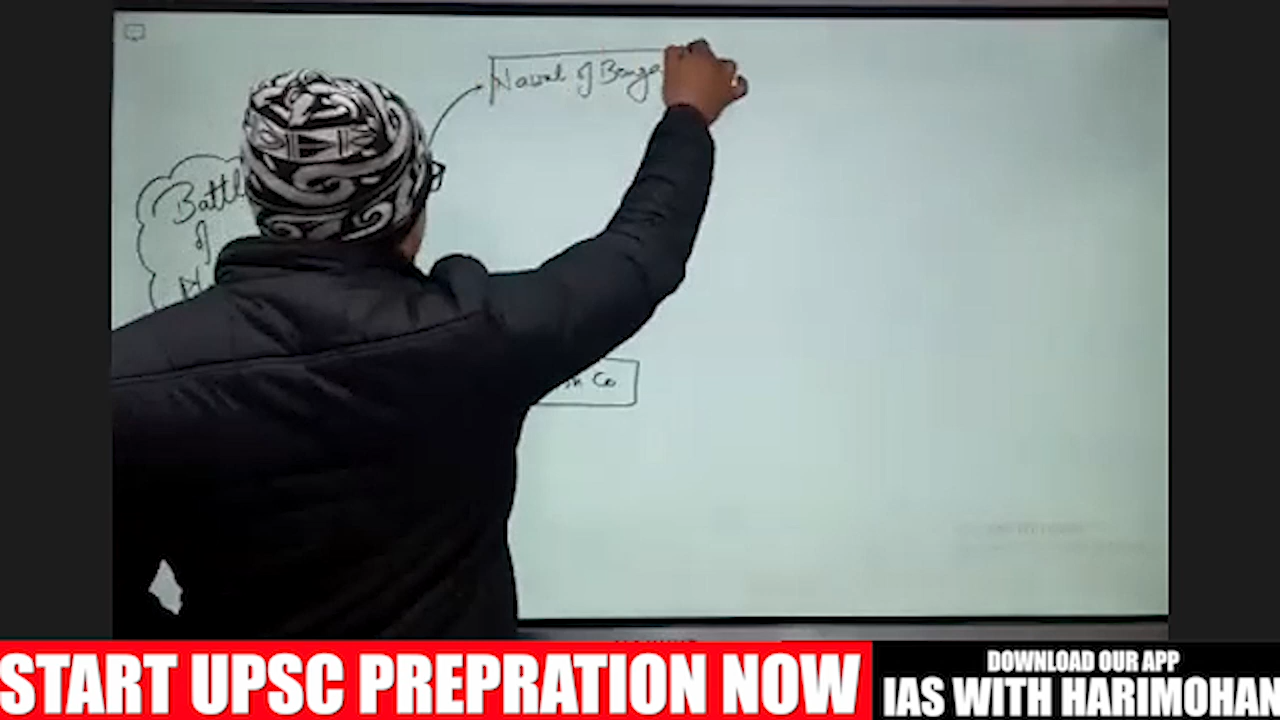 Nawab of Benga
Battl
of
Co
START UPSC PREPRATION NOW
DOWNLOAD OUR APP
IAS WITH HARIMOHAN